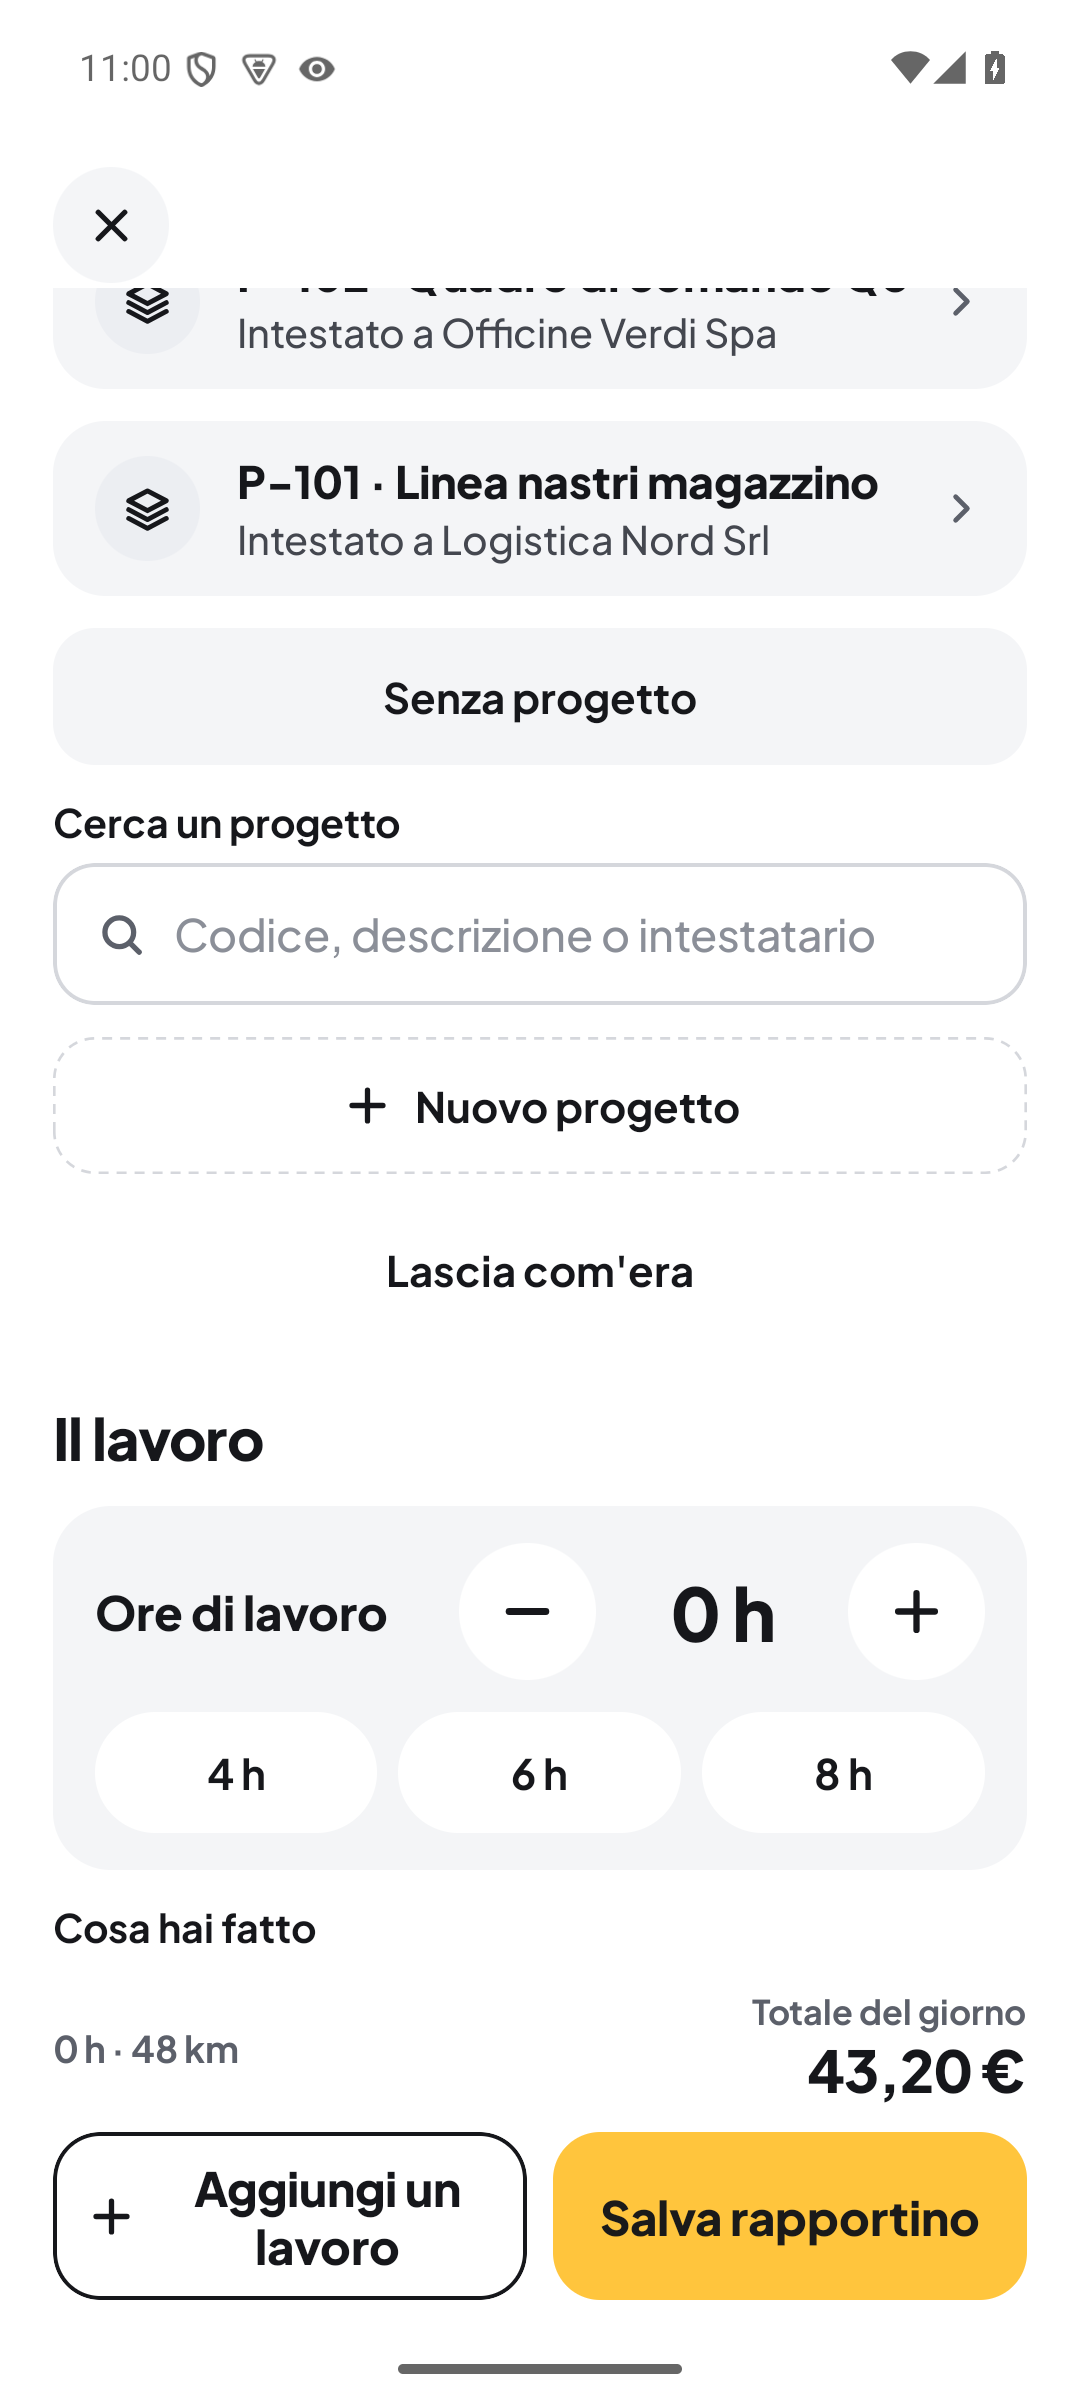 11:00
Intestato a Officine Verdi Spa
P-101 · Linea nastri magazzino
Intestato a Logistica Nord Srl
Senza progetto
Cerca un progetto
Codice, descrizione o intestatario
Nuovo progetto
Lascia com'era
Il lavoro
Ore di lavoro
0 h
4 h
6 h
8 h
Cosa hai fatto
Totale del giorno
0 h · 48 km
43,20 €
Aggiungi un
lavoro
Salva rapportino